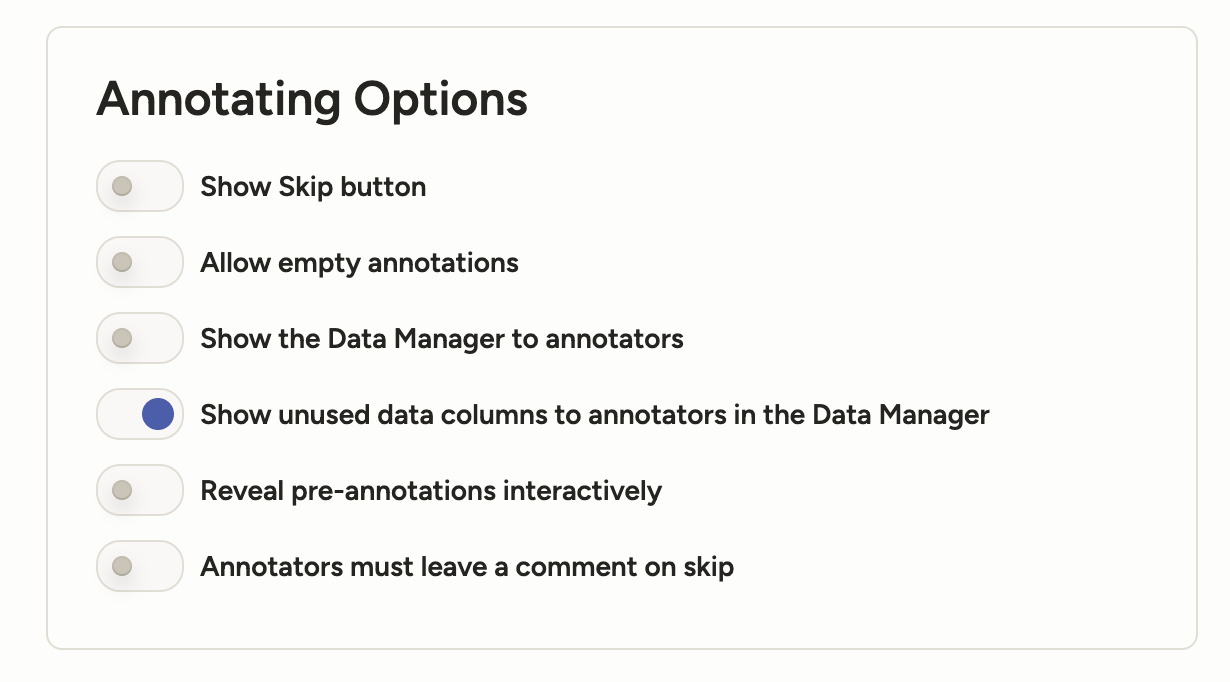 Annotating Options
Show Skip button
Allow empty annotations
Show the Data Manager to annotators
Show unused data columns to annotators in the Data Manager
Reveal pre-annotations interactively
Annotators must leave a comment on skip